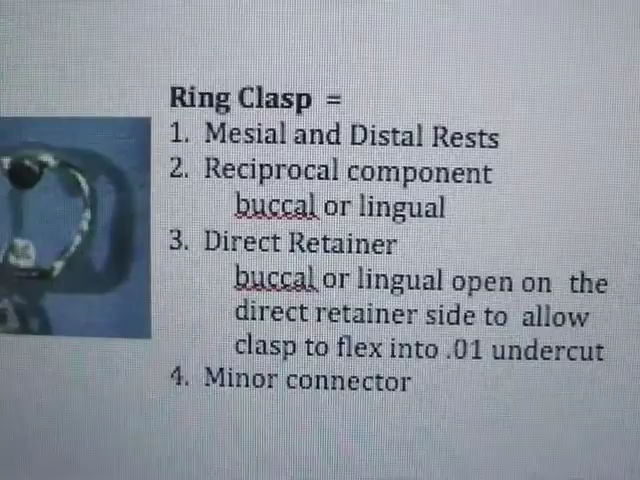 Ring Clasp =
1. Mesial and Distal Rests
2. Reciprocal component
buccal or lingual
3. Direct Retainer
buccal or lingual open on the
direct retainer side to allow
clasp to flex into .01 undercut
4. Minor connector